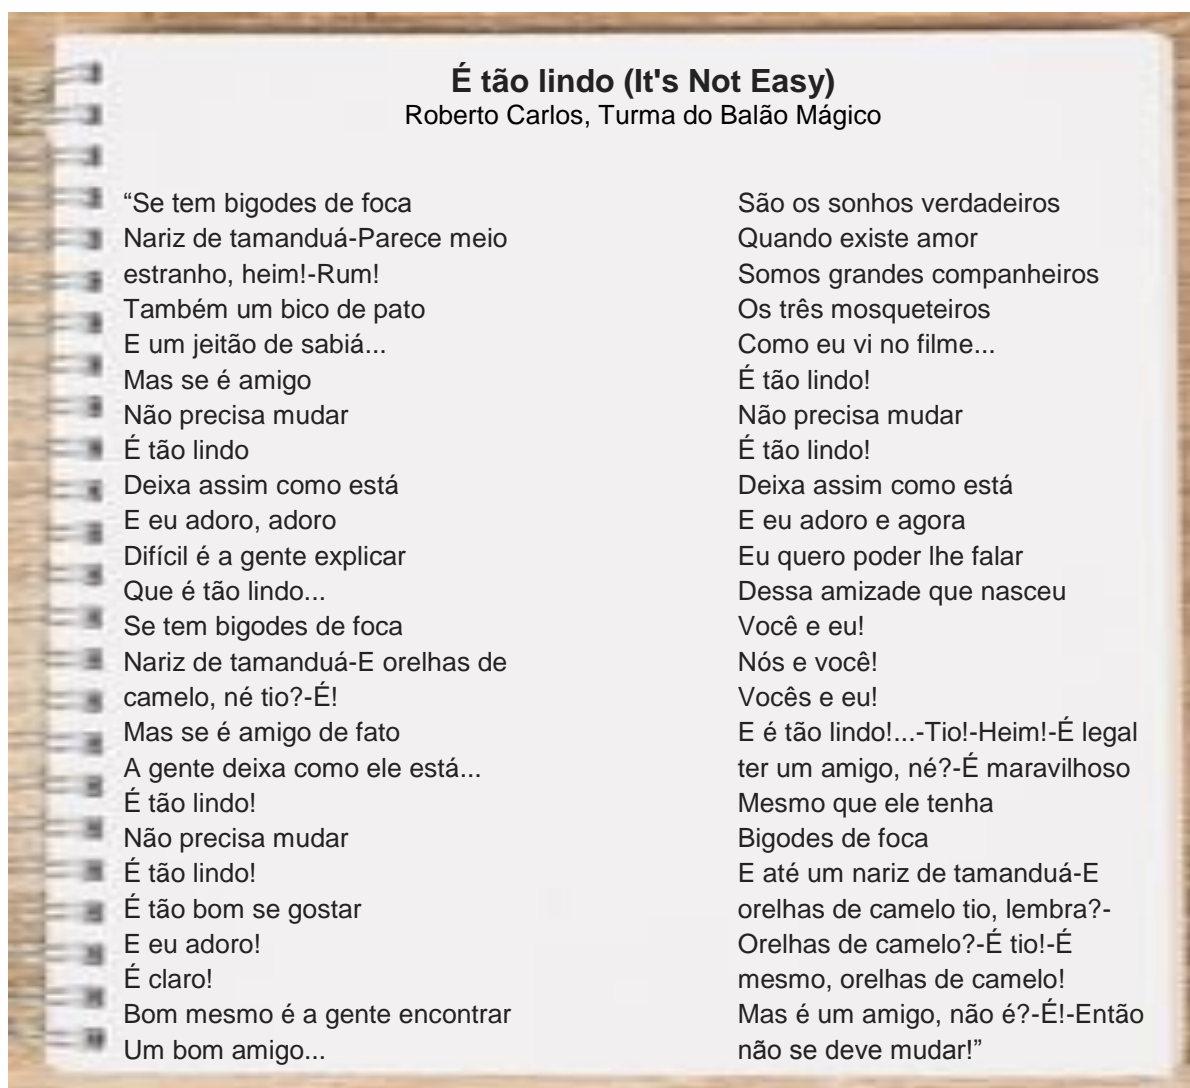 É tão lindo (It's Not Easy)
Roberto Carlos, Turma do Balão Mágico
“Se tem bigodes de foca
Nariz de tamanduá-Parece meio
estranho, heim!-Rum!
Também um bico de pato
E um jeitão de sabiá...
Mas se é amigo
Não precisa mudar
É tão lindo
Deixa assim como está
E eu adoro, adoro
Difícil é a gente explicar
Que é tão lindo...
Se tem bigodes de foca
Nariz de tamanduá-E orelhas de
camelo, né tio?-É!
Mas se é amigo de fato
A gente deixa como ele está...
É tão lindo!
Não precisa mudar
É tão lindo!
É tão bom se gostar
E eu adoro!
É claro!
Bom mesmo é a gente encontrar
Um bom amigo...
São os sonhos verdadeiros
Quando existe amor
Somos grandes companheiros
Os três mosqueteiros
Como eu vi no filme...
É tão lindo!
Não precisa mudar
É tão lindo!
Deixa assim como está
E eu adoro e agora
Eu quero poder lhe falar
Dessa amizade que nasceu
Você e eu!
Nós e você!
Vocês e eu!
E é tão lindo!...-Tio!-Heim!-É legal
ter um amigo, né?-É maravilhoso
Mesmo que ele tenha
Bigodes de foca
E até um nariz de tamanduá-E
orelhas de camelo tio, lembra?-
Orelhas de camelo?-É tio!-É
mesmo, orelhas de camelo!
Mas é um amigo, não é?-É!-Então
não se deve mudar!”